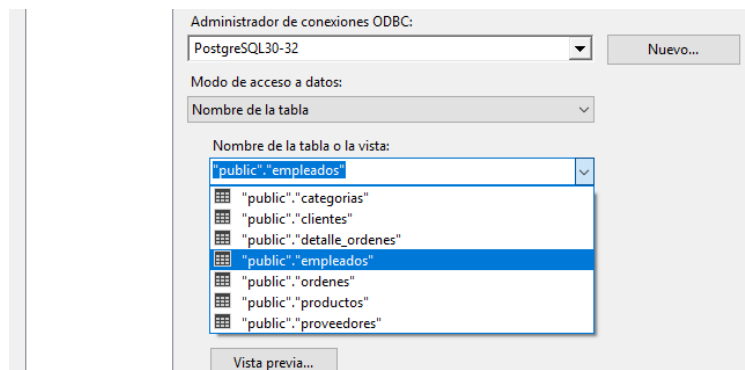 Administrador de conexiones ODBC:
PostgreSQL30-32
Nuevo...
Modo de acceso a datos:
Nombre de la tabla
Nombre de la tabla o la vista:
"public"."empleados"
"public"."categorias"
"public"."clientes"
"public"."detalle_ordenes"
"public"."empleados"
"public"."ordenes"
"public"."productos"
"public"."proveedores"
Vista previa...